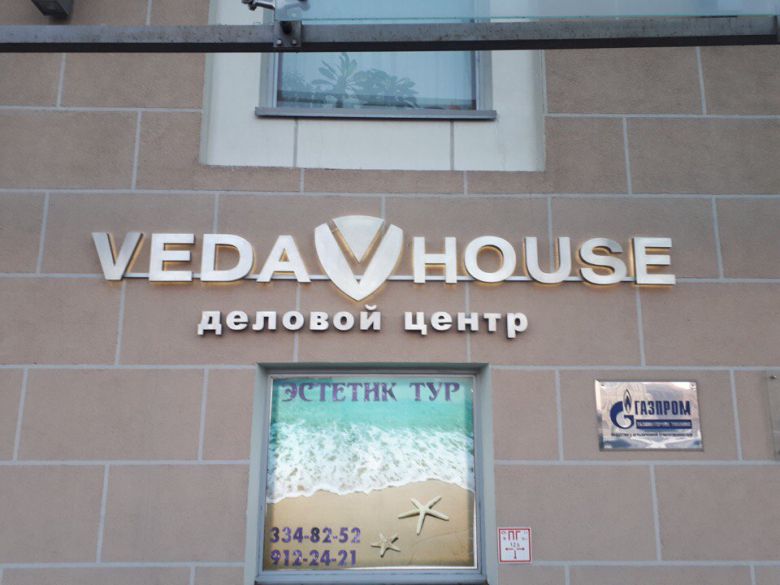 VEDA HOUSE
деловой центр
ЭСТЕТИК ТУР
334-82-52
912-24-21
ГАЗПРОМ
ПГ